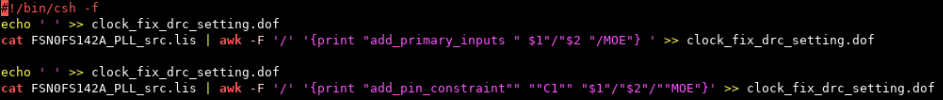 #!/bin/csh -f
echo ' ' >> clock_fix_drc_setting.dof
cat FSN0FS142A_PLL_src.lis | awk -F '/' '{print "add_primary_inputs " $1"/"$2 "/MOE"} ' >> clock_fix_drc_setting.dof
echo ' ' >> clock_fix_drc_setting.dof
cat FSN0FS142A_PLL_src.lis | awk -F '/' '{print "add_pin_constraint"" ""C1"" "$1"/"$2"/""MOE"}' >> clock_fix_drc_setting.dof